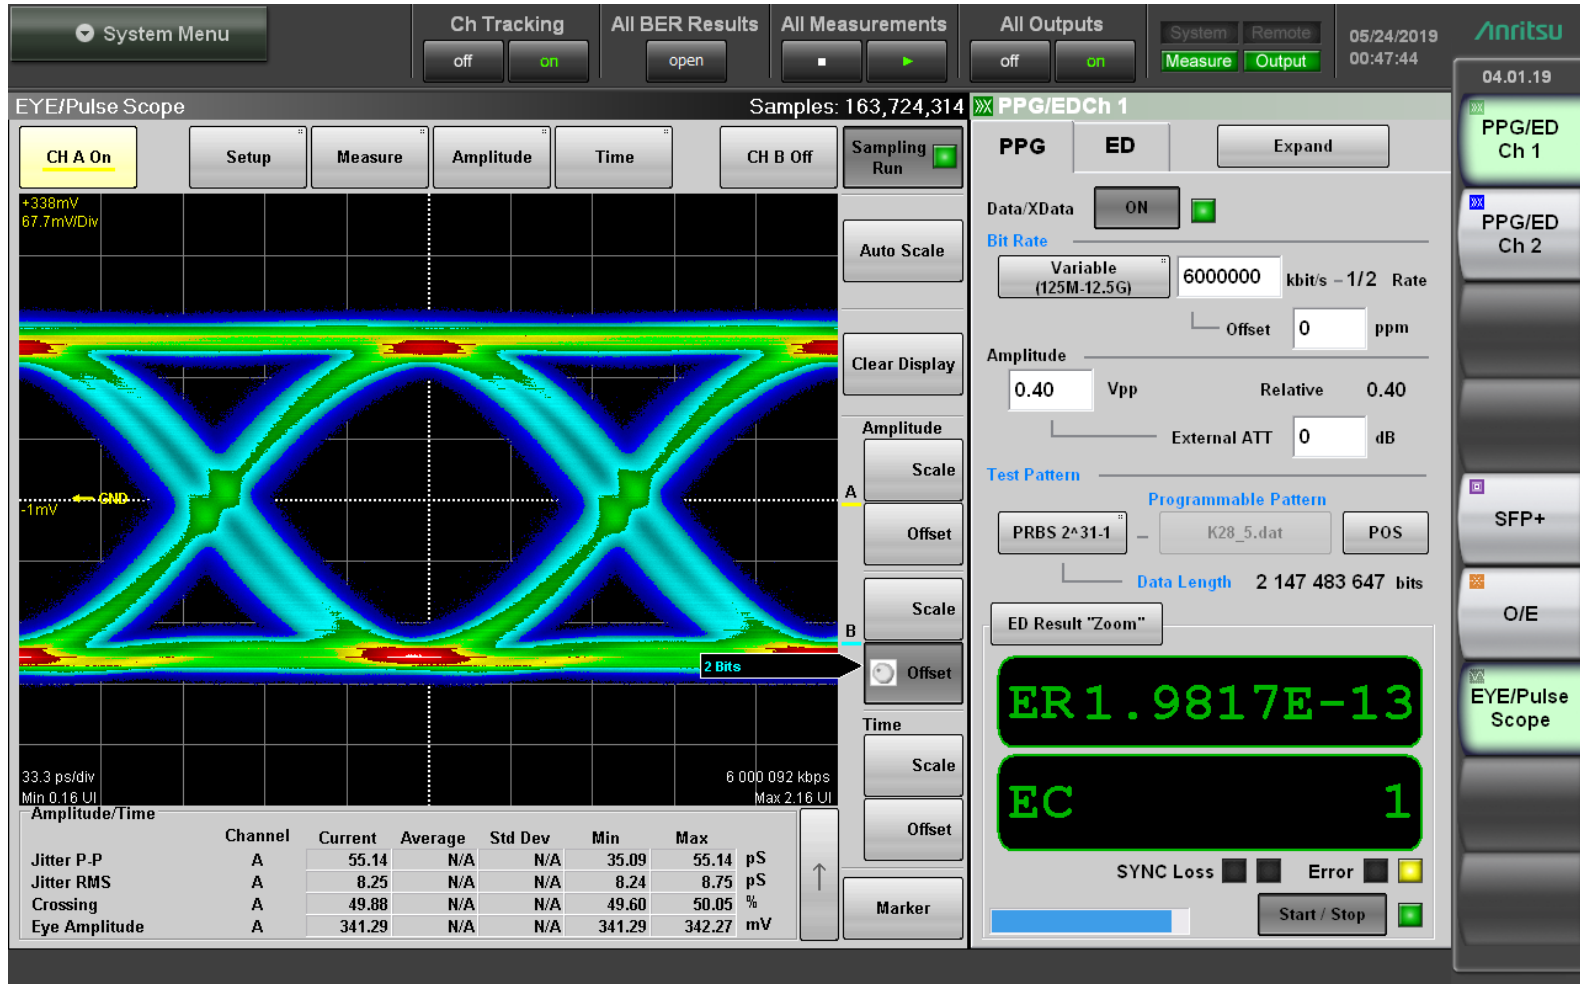 System Menu
Ch Tracking
off on
All BER Results
open
All Measurements
All Outputs
off on
System Remote
Measure Output
05/24/2019
00:47:44
Anritsu
04.01.19
EYE/Pulse Scope
Samples: 163,724,314
CH A On
Setup
Measure
Amplitude
Time
CH B Off
Sampling
Run
+338mV
67.7mV/Div
GND
-1mV
2 Bits
33.3 ps/div
Min 0.16 UI
6 000 092 kbps
Max 2.16 UI
Auto Scale
Clear Display
Amplitude
Scale
A
Offset
Scale
B
Offset
Time
Scale
Offset
Marker
Amplitude/Time
Channel Current Average Std Dev Min Max
Jitter P-P A 55.14 N/A N/A 35.09 55.14 pS
Jitter RMS A 8.25 N/A N/A 8.24 8.75 pS
Crossing A 49.88 N/A N/A 49.60 50.05 %
Eye Amplitude A 341.29 N/A N/A 341.29 342.27 mV
PPG/EDCh 1
PPG ED Expand
Data/XData ON
Bit Rate
Variable
(125M-12.5G)
6000000 kbit/s - 1/2 Rate
Offset 0 ppm
Amplitude
0.40 Vpp Relative 0.40
External ATT 0 dB
Test Pattern
Programmable Pattern
PRBS 2^31-1 K28_5.dat POS
Data Length 2 147 483 647 bits
ED Result "Zoom"
ER 1.9817E-13
EC 1
SYNC Loss Error
Start / Stop
PPG/ED
Ch 1
PPG/ED
Ch 2
SFP+
O/E
EYE/Pulse
Scope